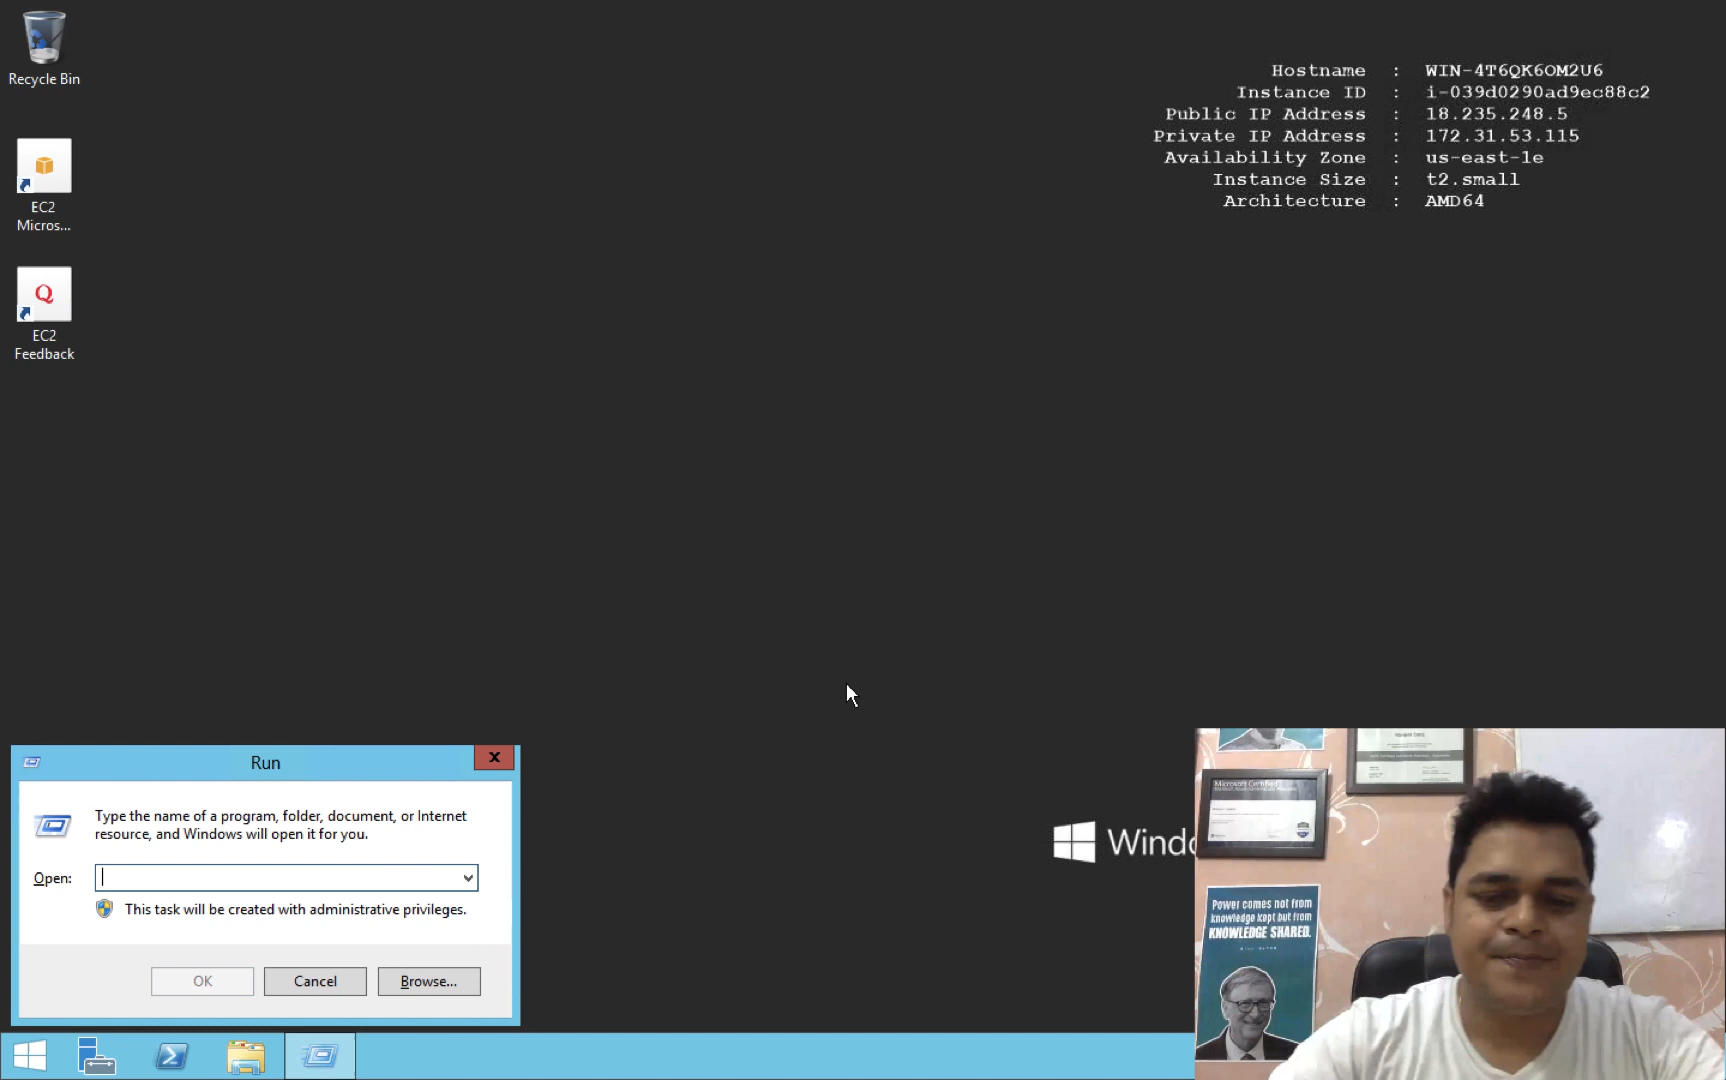 Recycle Bin
EC2
Micros...
EC2
Feedback
Hostname : WIN-4T6QK6OM2U6
Instance ID : i-039d0290ad9ec88c2
Public IP Address : 18.235.248.5
Private IP Address : 172.31.53.115
Availability Zone : us-east-1e
Instance Size : t2.small
Architecture : AMD64
Run
Type the name of a program, folder, document, or Internet
resource, and Windows will open it for you.
Open:
This task will be created with administrative privileges.
OK
Cancel
Browse...
Windo
Microsoft Certified
Power comes not from
knowledge kept but from
KNOWLEDGE SHARED.